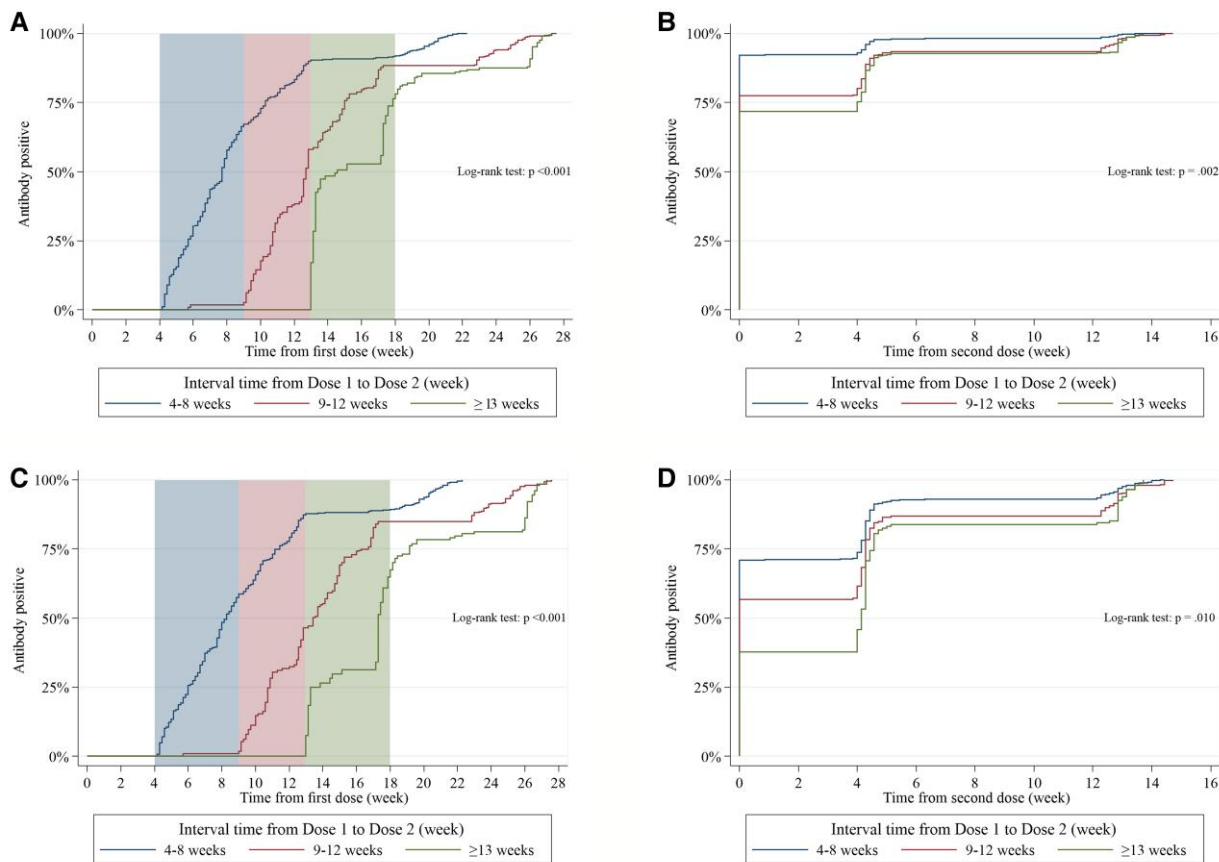 A
100%
75%
50%
25%
0%
Antibody positive
Log-rank test: p <0.001
0 2 4 6 8 10 12 14 16 18 20 22 24 26 28
Time from first dose (week)
Interval time from Dose 1 to Dose 2 (week)
4-8 weeks 9-12 weeks ≥ 13 weeks
B
100%
75%
50%
25%
0%
Antibody positive
Log-rank test: p = .002
0 2 4 6 8 10 12 14 16
Time from second dose (week)
Interval time from Dose 1 to Dose 2 (week)
4-8 weeks 9-12 weeks ≥13 weeks
C
100%
75%
50%
25%
0%
Antibody positive
Log-rank test: p <0.001
0 2 4 6 8 10 12 14 16 18 20 22 24 26 28
Time from first dose (week)
Interval time from Dose 1 to Dose 2 (week)
4-8 weeks 9-12 weeks ≥13 weeks
D
100%
75%
50%
25%
0%
Antibody positive
Log-rank test: p = .010
0 2 4 6 8 10 12 14 16
Time from second dose (week)
Interval time from Dose 1 to Dose 2 (week)
4-8 weeks 9-12 weeks ≥13 weeks